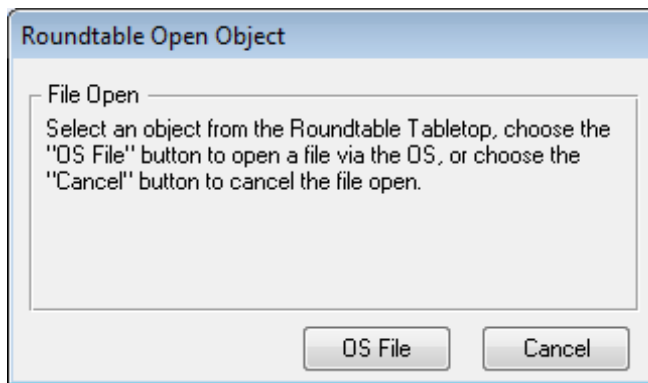 Roundtable Open Object
File Open
Select an object from the Roundtable Tabletop, choose the
"OS File" button to open a file via the OS, or choose the
"Cancel" button to cancel the file open.
OS File
Cancel